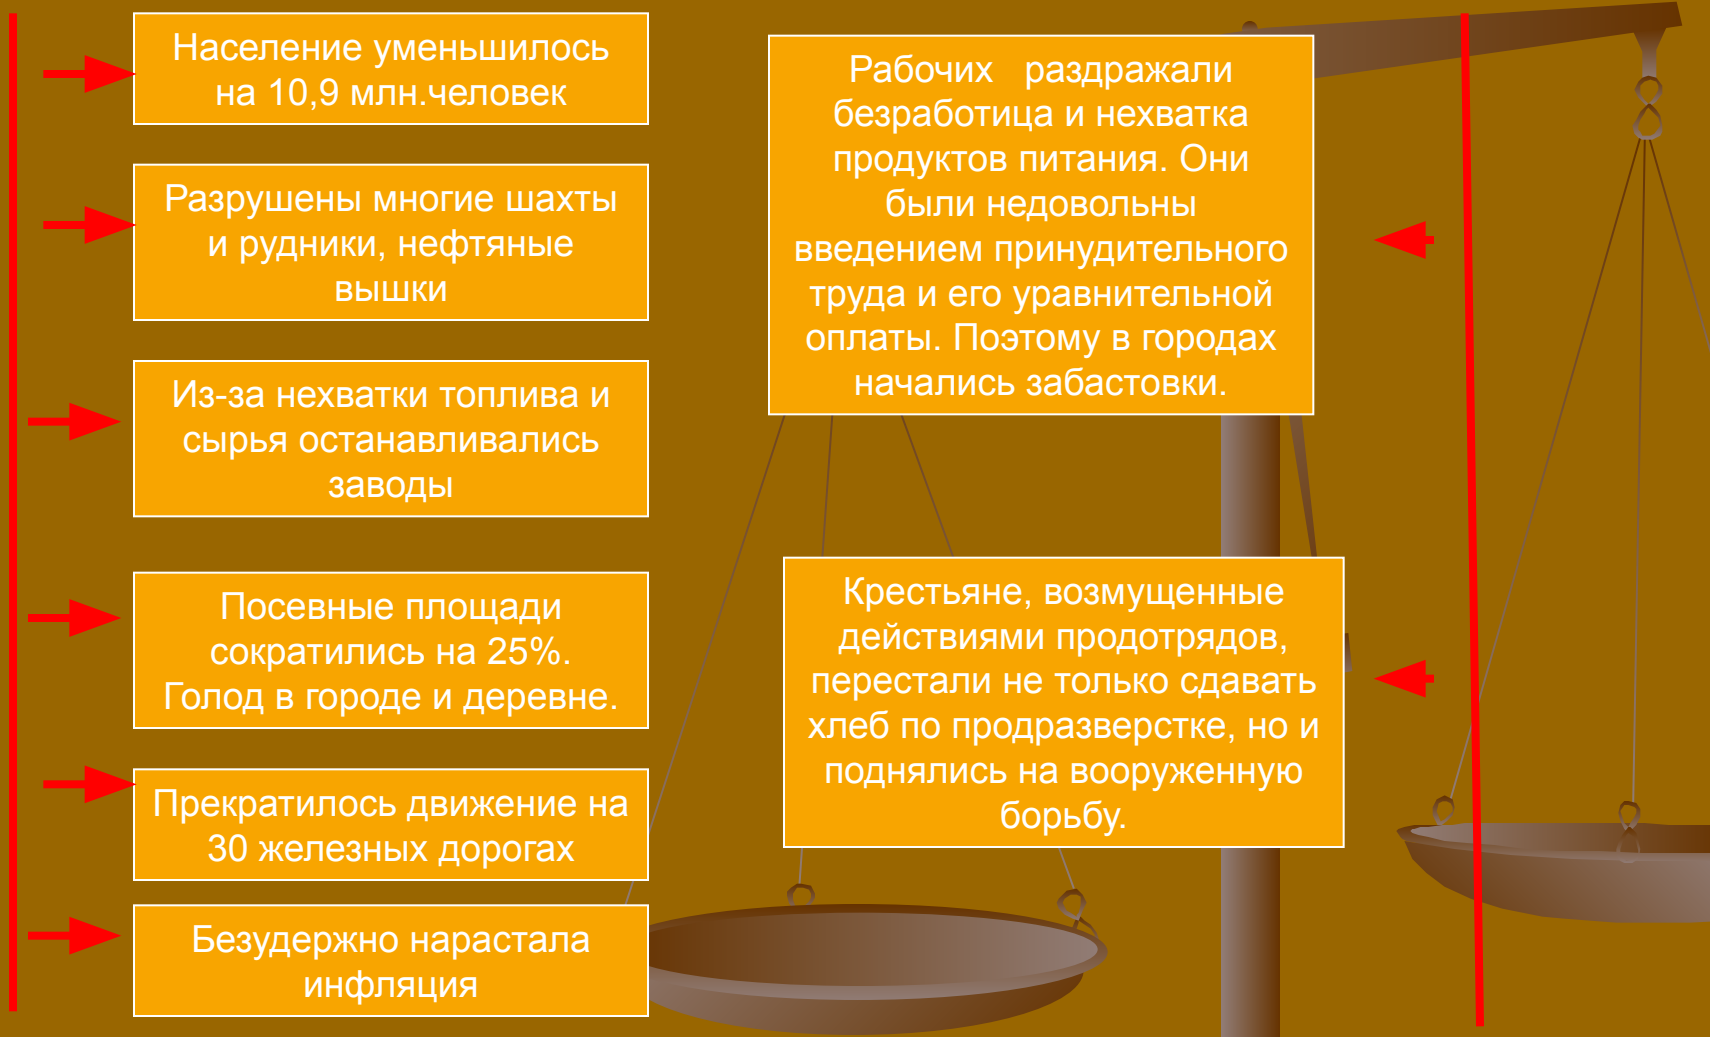 Население уменьшилось
на 10,9 млн.человек
Разрушены многие шахты
и рудники, нефтяные
вышки
Из-за нехватки топлива и
сырья останавливались
заводы
Посевные площади
сократились на 25%.
Голод в городе и деревне.
Прекратилось движение на
30 железных дорогах
Безудержно нарастала
инфляция
Рабочих раздражали
безработица и нехватка
продуктов питания. Они
были недовольны
введением принудительного
труда и его уравнительной
оплаты. Поэтому в городах
начались забастовки.
Крестьяне, возмущенные
действиями продотрядов,
перестали не только сдавать
хлеб по продразверстке, но и
поднялись на вооруженную
борьбу.